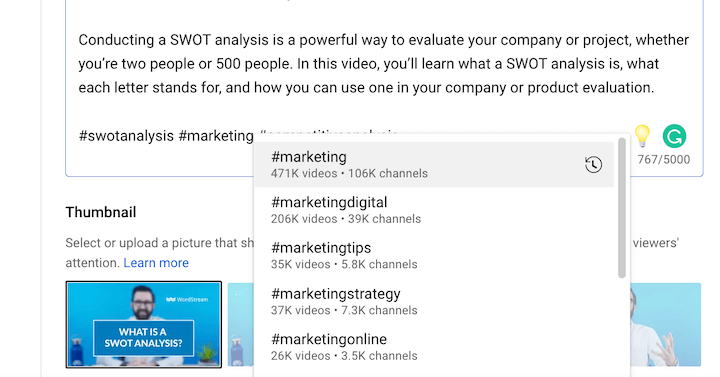 Conducting a SWOT analysis is a powerful way to evaluate your company or project, whether
you're two people or 500 people. In this video, you'll learn what a SWOT analysis is, what
each letter stands for, and how you can use one in your company or product evaluation.
#swotanalysis #marketing #competitiveanalysis
767/5000
#marketing
471K videos • 106K channels
#marketingdigital
206K videos • 39K channels
#marketingtips
35K videos • 5.8K channels
#marketingstrategy
37K videos • 7.3K channels
#marketingonline
26K videos • 3.5K channels
Thumbnail
Select or upload a picture that sh
viewers'
attention. Learn more
WordStream
WHAT IS A
SWOT ANALYSIS?